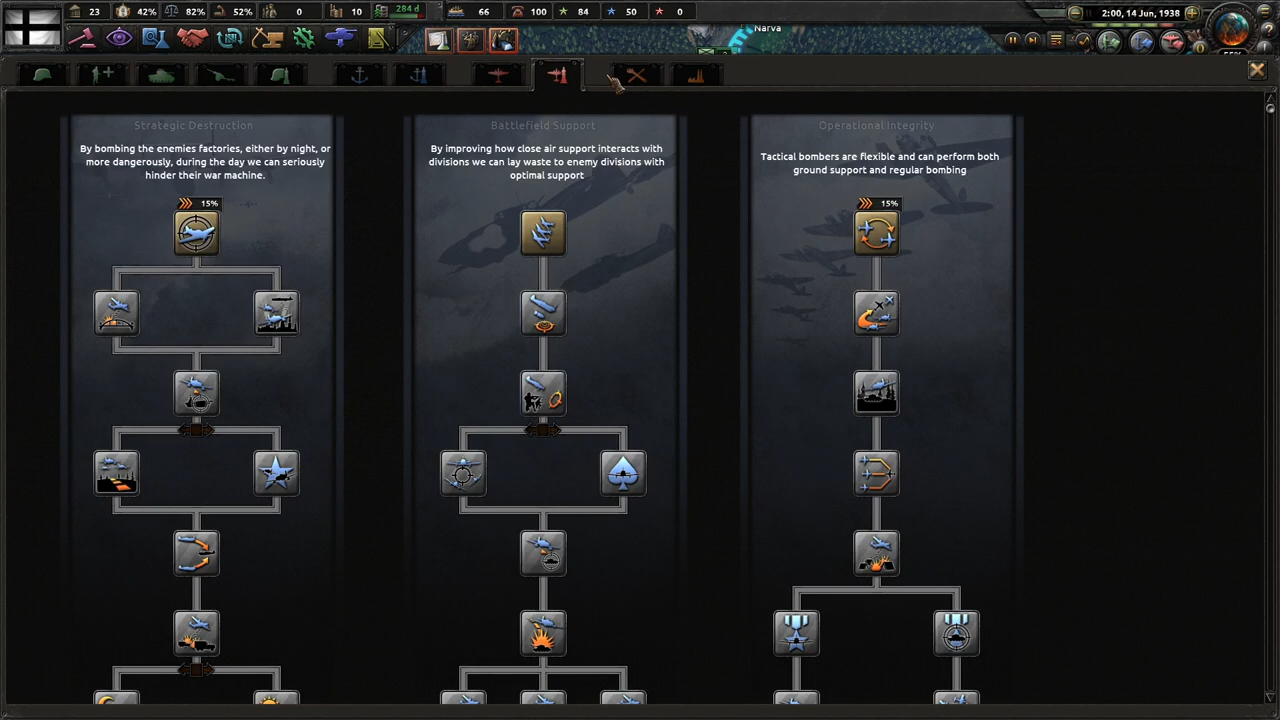 23 42% 82% 52% 0 10 284 d 66 100 84 50 0 2:00, 14 Jun, 1938
Narva
0
55%
Strategic Destruction
By bombing the enemies factories, either by night, or
more dangerously, during the day we can seriously
hinder their war machine.
15%
Battlefield Support
By improving how close air support interacts with
divisions we can lay waste to enemy divisions with
optimal support
Operational Integrity
Tactical bombers are flexible and can perform both
ground support and regular bombing
15%